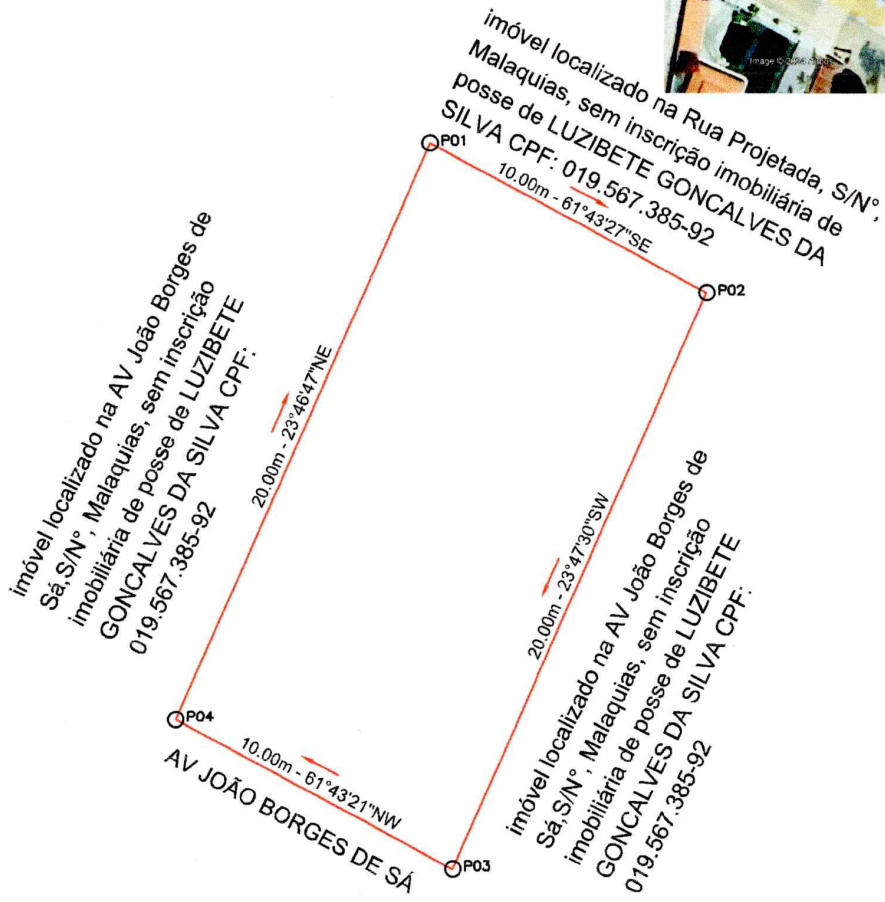 Image © 2024 Airbus
imóvel localizado na Rua Projetada, S/N°,
Malaquias, sem inscrição imobiliária de
posse de LUZIBETE GONCALVES DA
SILVA CPF: 019.567.385-92
P01
10.00m - 61°43'27"SE
P02
imóvel localizado na AV João Borges de
Sá,S/N°, Malaquias, sem inscrição
imobiliária de posse de LUZIBETE
GONCALVES DA SILVA CPF:
019.567.385-92
20.00m - 23°46'47"NE
20.00m - 23°47'30"SW
imóvel localizado na AV João Borges de
Sá,S/N°, Malaquias, sem inscrição
imobiliária de posse de LUZIBETE
GONCALVES DA SILVA CPF:
019.567.385-92
P04
10.00m - 61°43'21"NW
AV JOÃO BORGES DE SÁ
P03